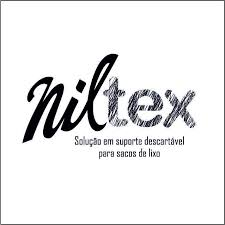 Niltex
Solução em suporte descartável
para sacos de lixo